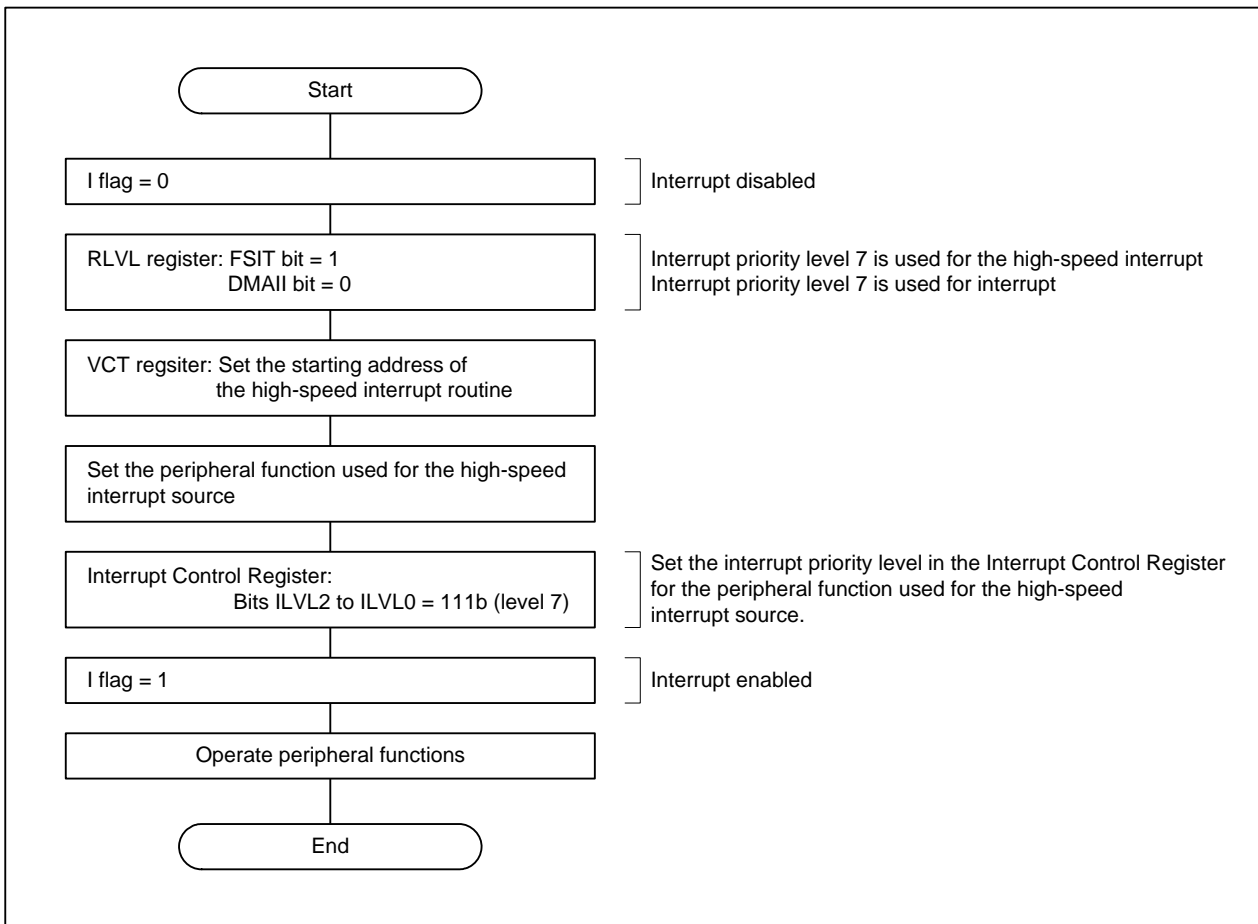 Start
I flag = 0
Interrupt disabled
RLVL register: FSIT bit = 1
DMAII bit = 0
Interrupt priority level 7 is used for the high-speed interrupt
Interrupt priority level 7 is used for interrupt
VCT regsiter: Set the starting address of
the high-speed interrupt routine
Set the peripheral function used for the high-speed
interrupt source
Interrupt Control Register:
Bits ILVL2 to ILVL0 = 111b (level 7)
Set the interrupt priority level in the Interrupt Control Register
for the peripheral function used for the high-speed
interrupt source.
I flag = 1
Interrupt enabled
Operate peripheral functions
End